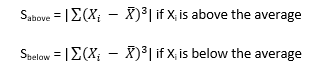 Sabove = |∑(Xᵢ − X̄)³| if Xᵢ is above the average
Sbelow = |∑(Xᵢ − X̄)³| if Xᵢ is below the average